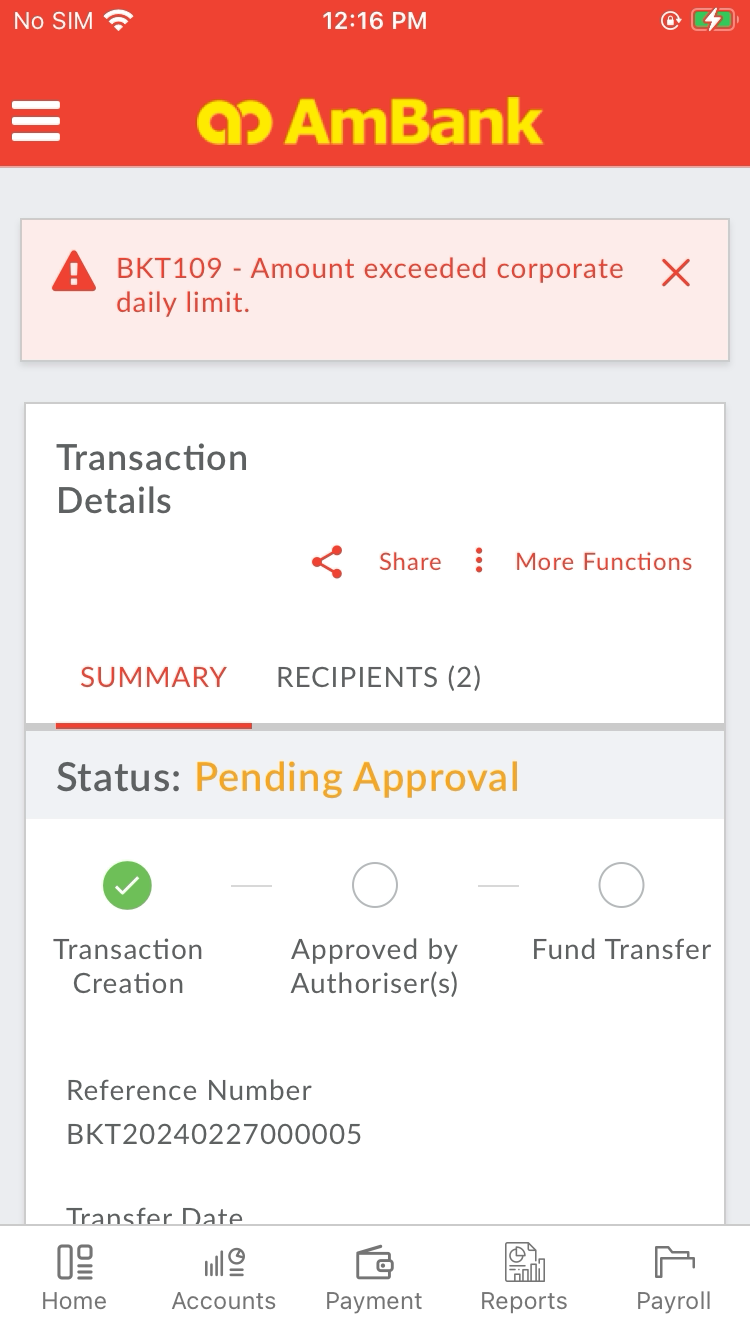 No SIM 12:16 PM
AmBank
BKT109 - Amount exceeded corporate
daily limit.
Transaction
Details
Share More Functions
SUMMARY RECIPIENTS (2)
Status: Pending Approval
Transaction Approved by Fund Transfer
Creation Authoriser(s)
Reference Number
BKT20240227000005
Transfer Date
Home Accounts Payment Reports Payroll